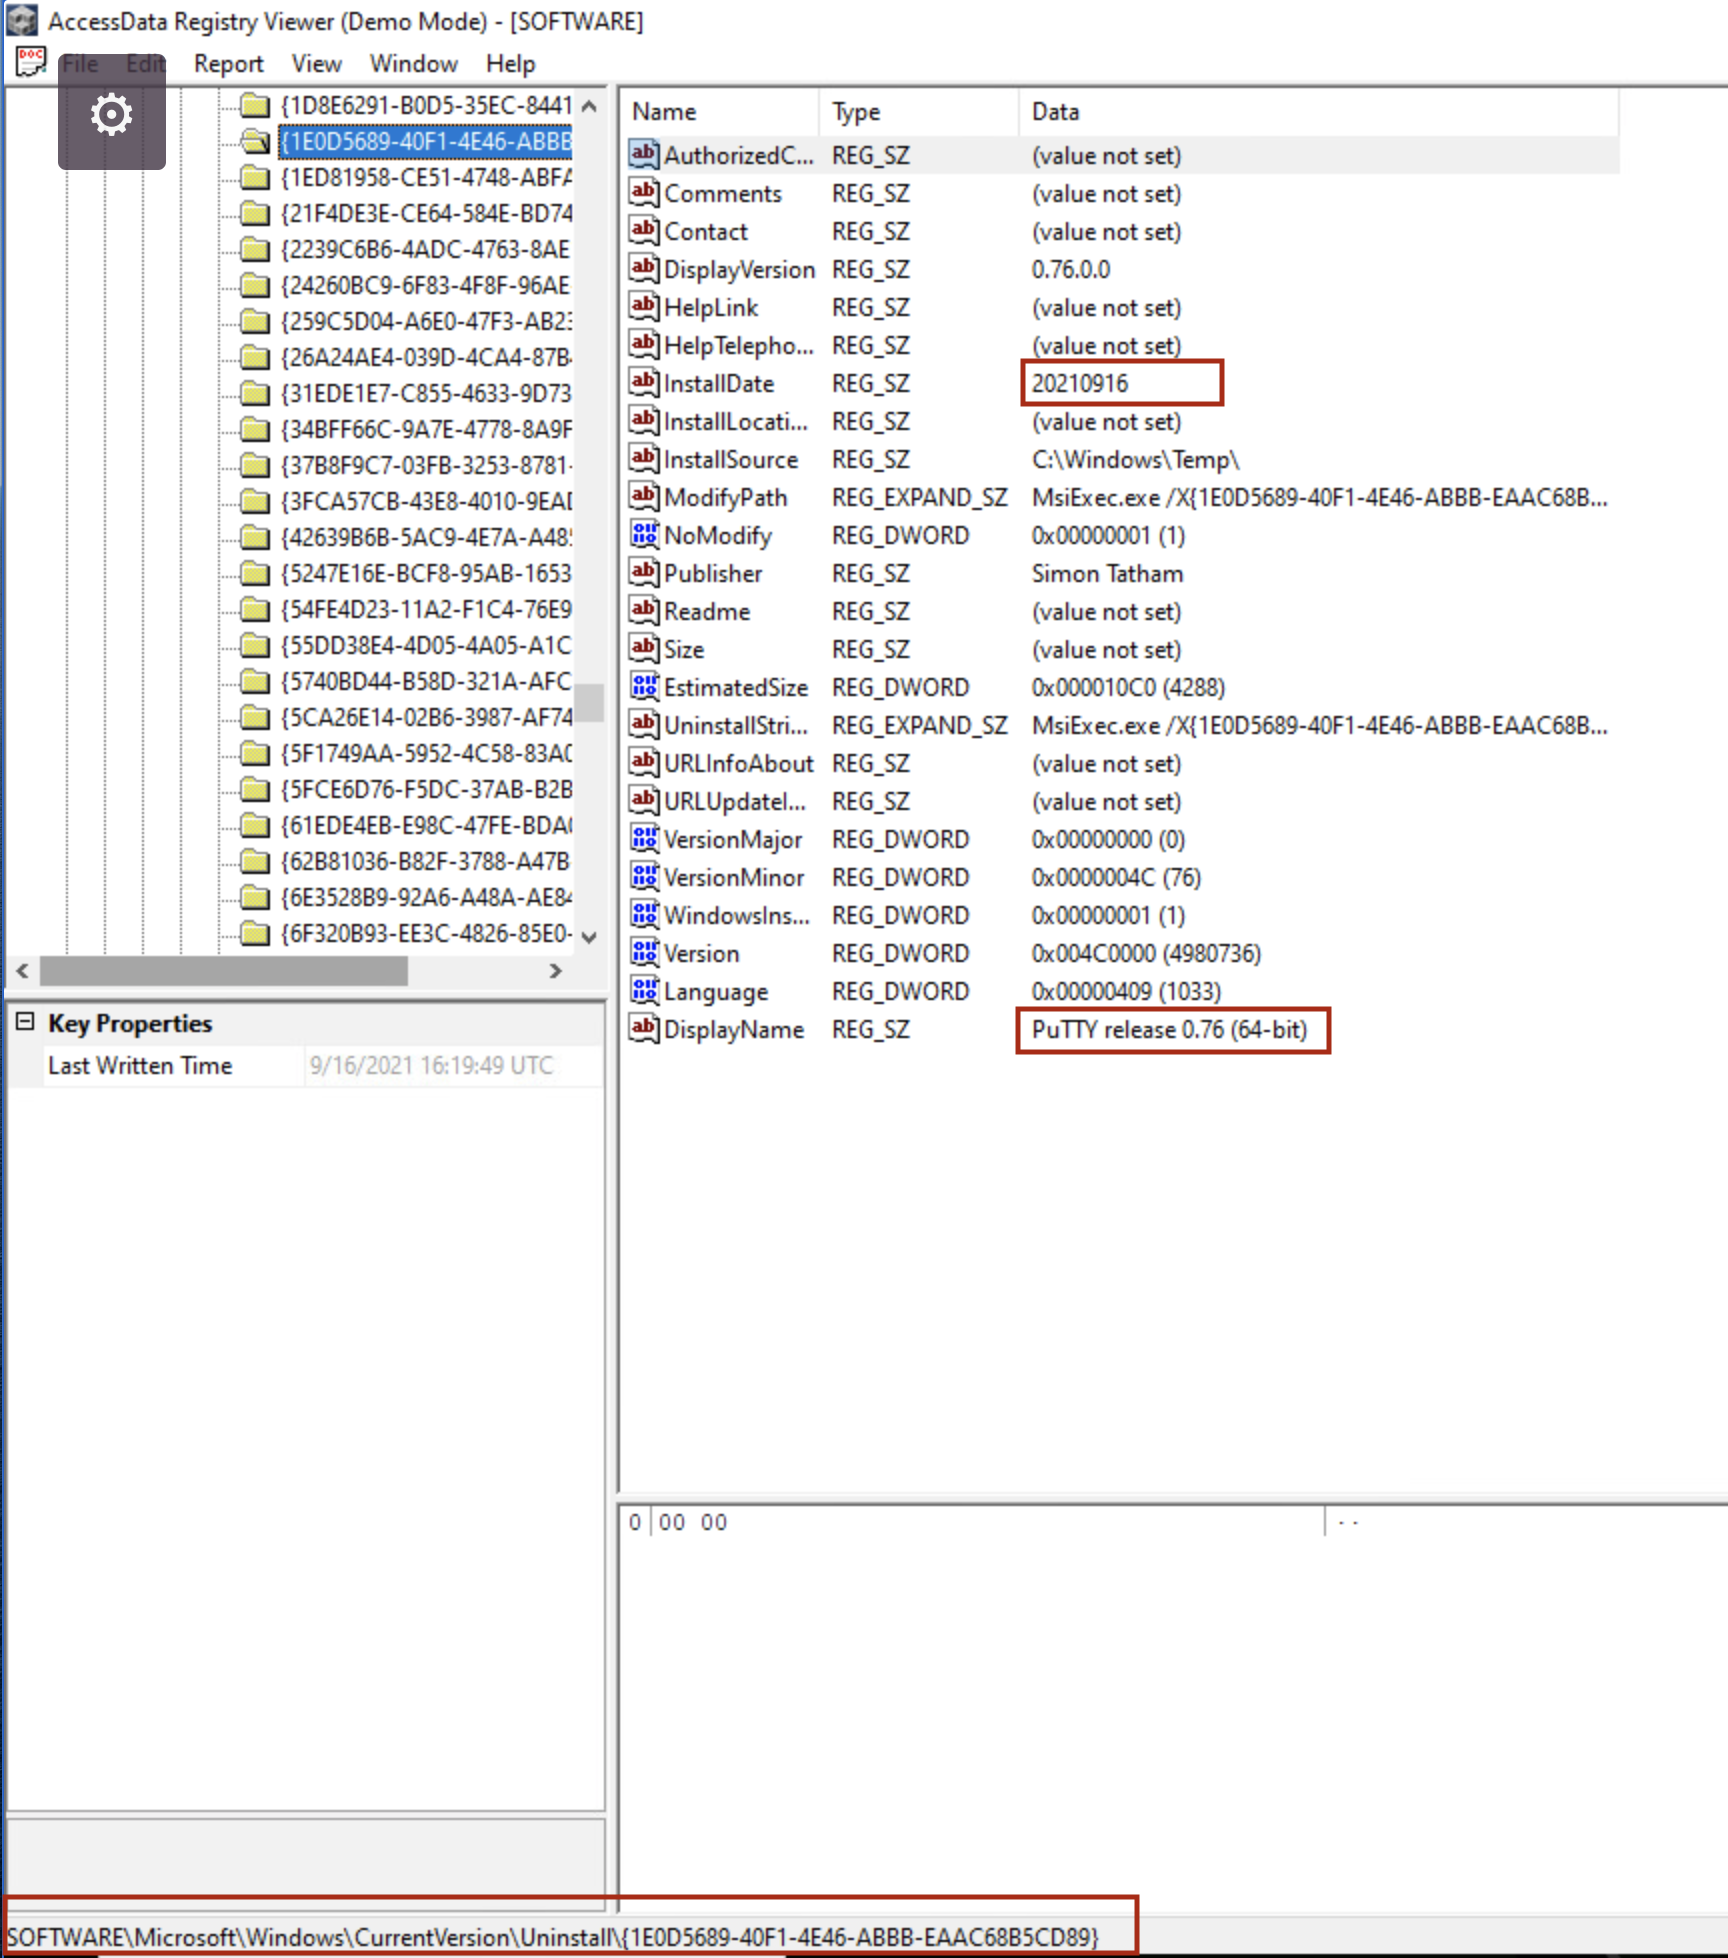 AccessData Registry Viewer (Demo Mode) - [SOFTWARE]
File Edit Report View Window Help
{1D8E6291-B0D5-35EC-8441
{1E0D5689-40F1-4E46-ABBB
{1ED81958-CE51-4748-ABFA
{21F4DE3E-CE64-584E-BD74
{2239C6B6-4ADC-4763-8AE
{24260BC9-6F83-4F8F-96AE
{259C5D04-A6E0-47F3-AB23
{26A24AE4-039D-4CA4-87B4
{31EDE1E7-C855-4633-9D73
{34BFF66C-9A7E-4778-8A9F
{37B8F9C7-03FB-3253-8781-
{3FCA57CB-43E8-4010-9EAD
{42639B6B-5AC9-4E7A-A485
{5247E16E-BCF8-95AB-1653
{54FE4D23-11A2-F1C4-76E9
{55DD38E4-4D05-4A05-A1C
{5740BD44-B58D-321A-AFC
{5CA26E14-02B6-3987-AF74
{5F1749AA-5952-4C58-83A0
{5FCE6D76-F5DC-37AB-B2B
{61EDE4EB-E98C-47FE-BDA0
{62B81036-B82F-3788-A47B
{6E3528B9-92A6-A48A-AE84
{6F320B93-EE3C-4826-85E0-
Key Properties
Last Written Time 9/16/2021 16:19:49 UTC
Name Type Data
AuthorizedC... REG_SZ (value not set)
Comments REG_SZ (value not set)
Contact REG_SZ (value not set)
DisplayVersion REG_SZ 0.76.0.0
HelpLink REG_SZ (value not set)
HelpTelepho... REG_SZ (value not set)
InstallDate REG_SZ 20210916
InstallLocati... REG_SZ (value not set)
InstallSource REG_SZ C:\Windows\Temp\
ModifyPath REG_EXPAND_SZ MsiExec.exe /X{1E0D5689-40F1-4E46-ABBB-EAAC68B...
NoModify REG_DWORD 0x00000001 (1)
Publisher REG_SZ Simon Tatham
Readme REG_SZ (value not set)
Size REG_SZ (value not set)
EstimatedSize REG_DWORD 0x000010C0 (4288)
UninstallStri... REG_EXPAND_SZ MsiExec.exe /X{1E0D5689-40F1-4E46-ABBB-EAAC68B...
URLInfoAbout REG_SZ (value not set)
URLUpdateI... REG_SZ (value not set)
VersionMajor REG_DWORD 0x00000000 (0)
VersionMinor REG_DWORD 0x0000004C (76)
WindowsIns... REG_DWORD 0x00000001 (1)
Version REG_DWORD 0x004C0000 (4980736)
Language REG_DWORD 0x00000409 (1033)
DisplayName REG_SZ PuTTY release 0.76 (64-bit)
0 00 00 ..
SOFTWARE\Microsoft\Windows\CurrentVersion\Uninstall\{1E0D5689-40F1-4E46-ABBB-EAAC68B5CD89}